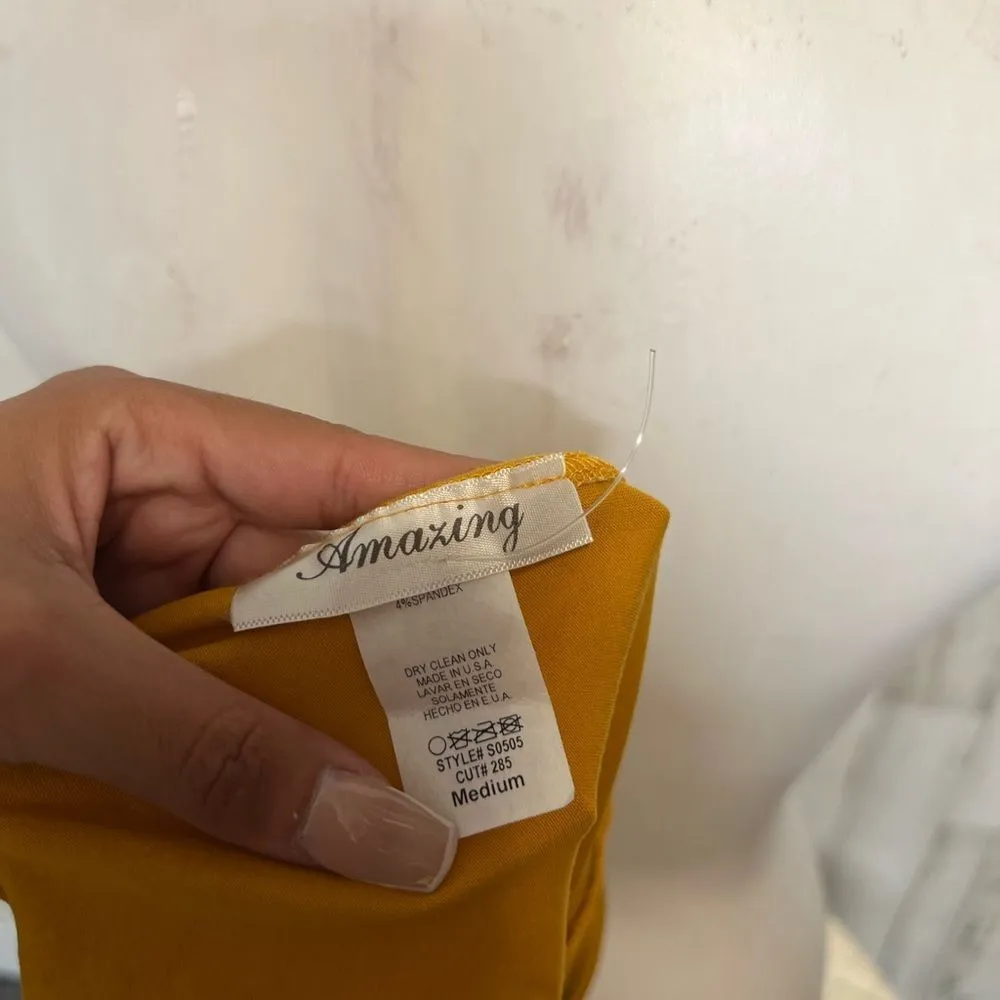 Amazing
4%SPANDEX
DRY CLEAN ONLY
MADE IN U.S.A.
LAVAR EN SECO
SOLAMENTE
HECHO EN E.U.A.
STYLE# S0505
CUT# 285
Medium